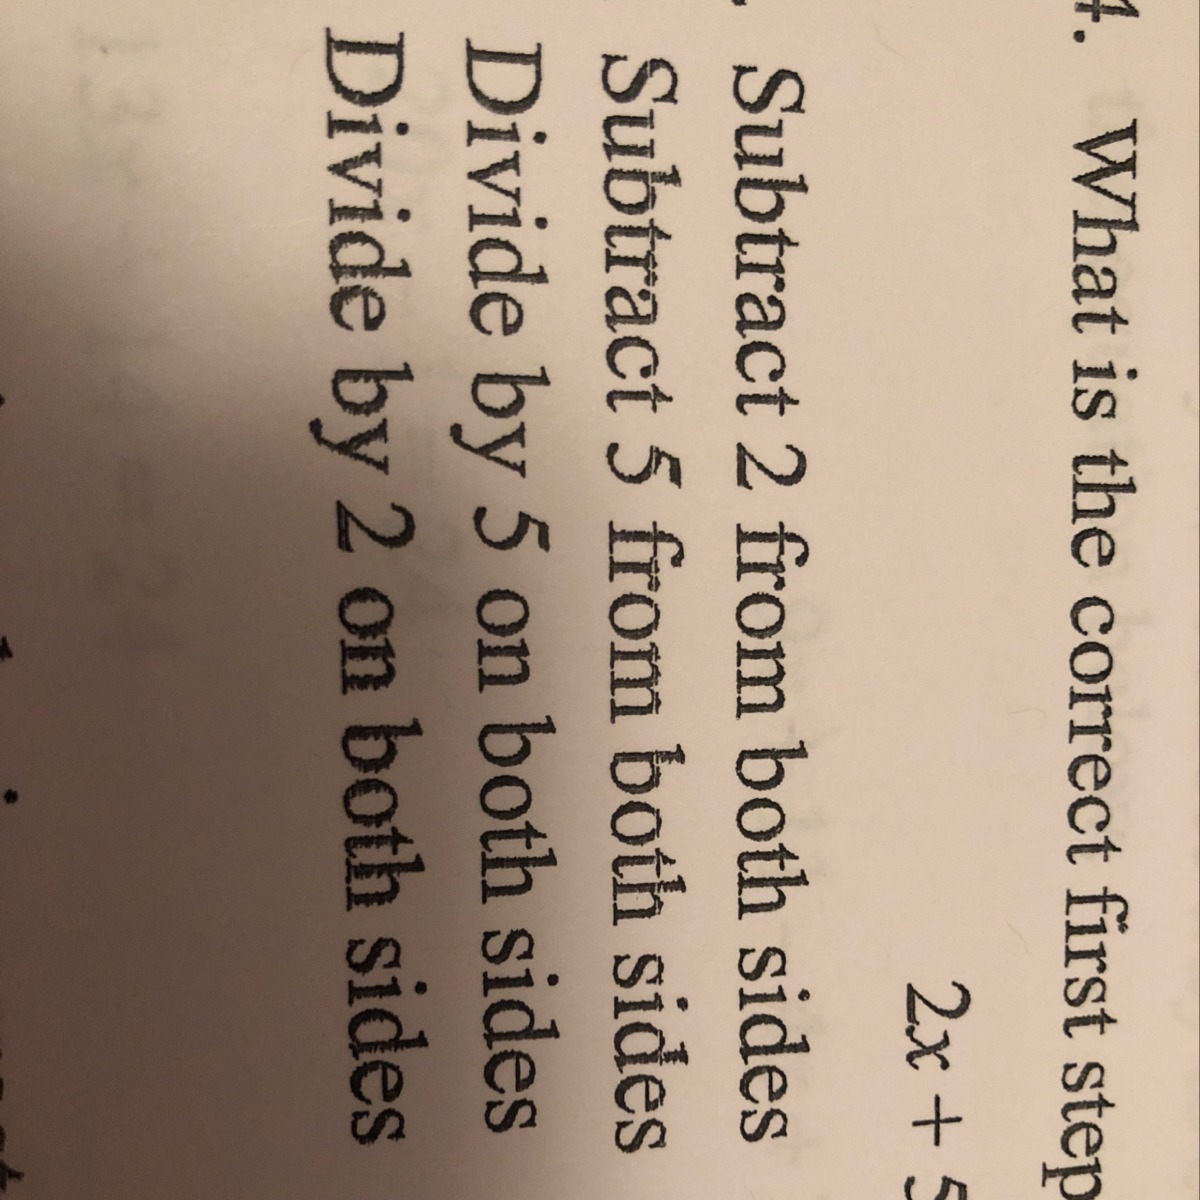 4. What is the correct first step
2x + 5
. Subtract 2 from both sides
Subtract 5 from both sides
Divide by 5 on both sides
Divide by 2 on both sides